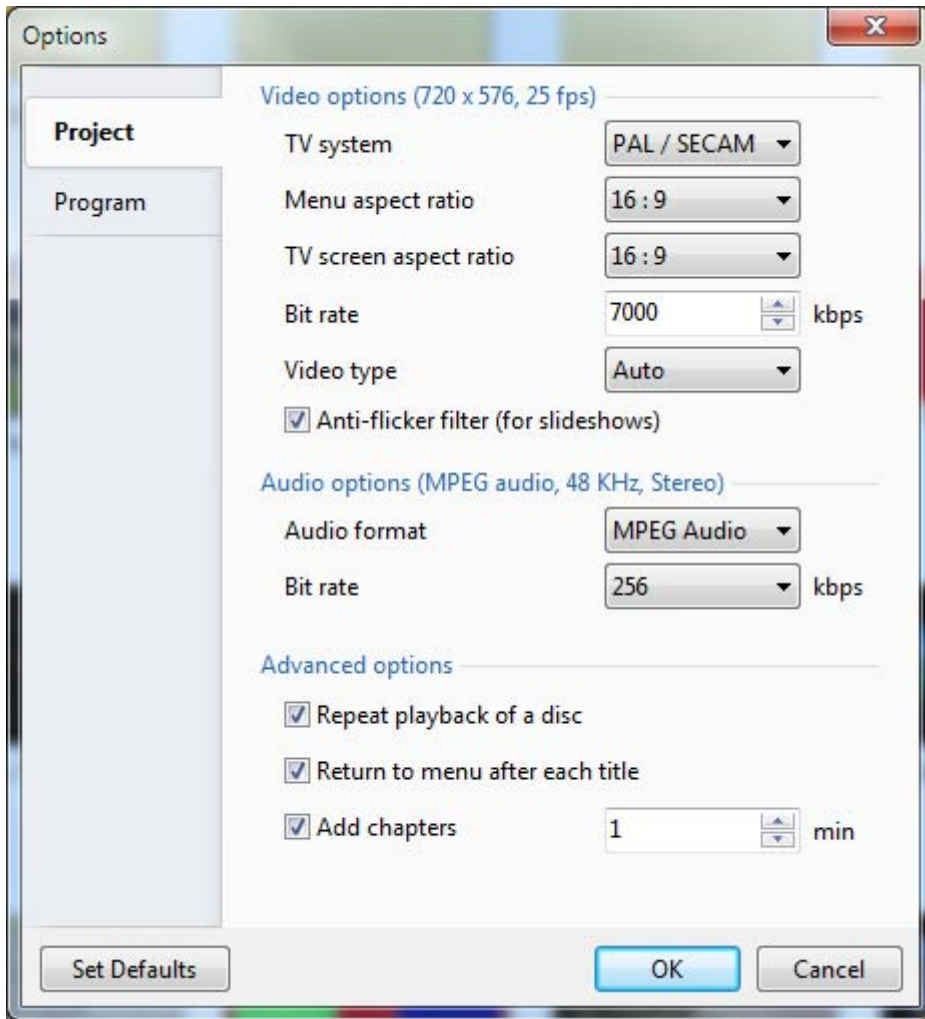 Options
Project
Program
Video options (720 x 576, 25 fps)
TV system PAL / SECAM
Menu aspect ratio 16 : 9
TV screen aspect ratio 16 : 9
Bit rate 7000 kbps
Video type Auto
Anti-flicker filter (for slideshows)
Audio options (MPEG audio, 48 KHz, Stereo)
Audio format MPEG Audio
Bit rate 256 kbps
Advanced options
Repeat playback of a disc
Return to menu after each title
Add chapters 1 min
Set Defaults OK Cancel